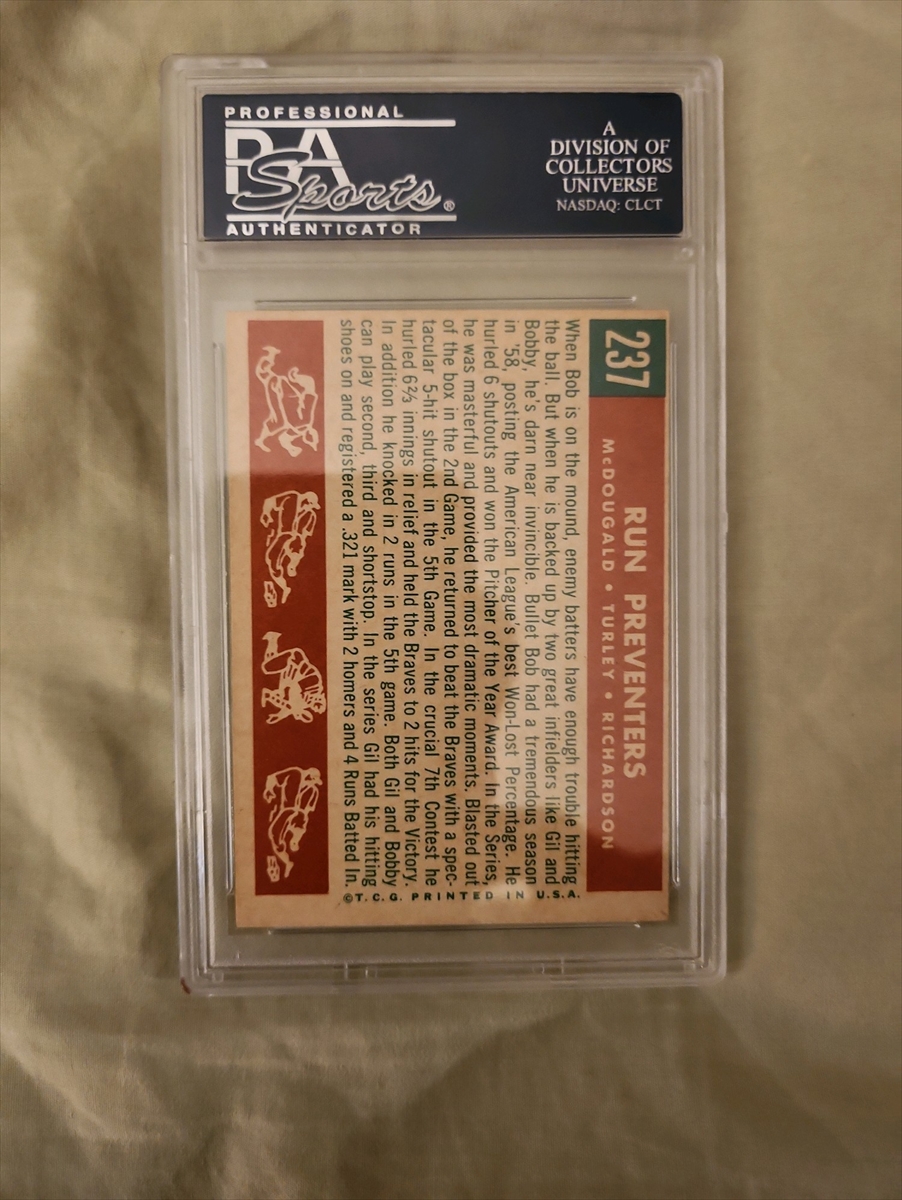 PROFESSIONAL
PSA
Sports®
AUTHENTICATOR
A
DIVISION OF
COLLECTORS
UNIVERSE
NASDAQ: CLCT
237
RUN PREVENTERS
McDOUGALD • TURLEY • RICHARDSON
When Bob is on the mound, enemy batters have enough trouble hitting
the ball. But when he is backed up by two great infielders like Gil and
Bobby, he's darn near invincible. Bullet Bob had a tremendous season
in '58, posting the American League's best Won-Lost Percentage. He
hurled 6 shutouts and won the Pitcher of the Year Award. In the Series,
he was masterful and provided the most dramatic moments. Blasted out
of the box in the 2nd Game, he returned to beat the Braves with a spec-
tacular 5-hit shutout in the 5th Game. In the crucial 7th Contest he
hurled 6⅔ innings in relief and held the Braves to 2 hits for the Victory.
In addition he knocked in 2 runs in the 5th game. Both Gil and Bobby
can play second, third and shortstop. In the series Gil had his hitting
shoes on and registered a .321 mark with 2 homers and 4 Runs Batted In.
©T.C.G. PRINTED IN U.S.A.